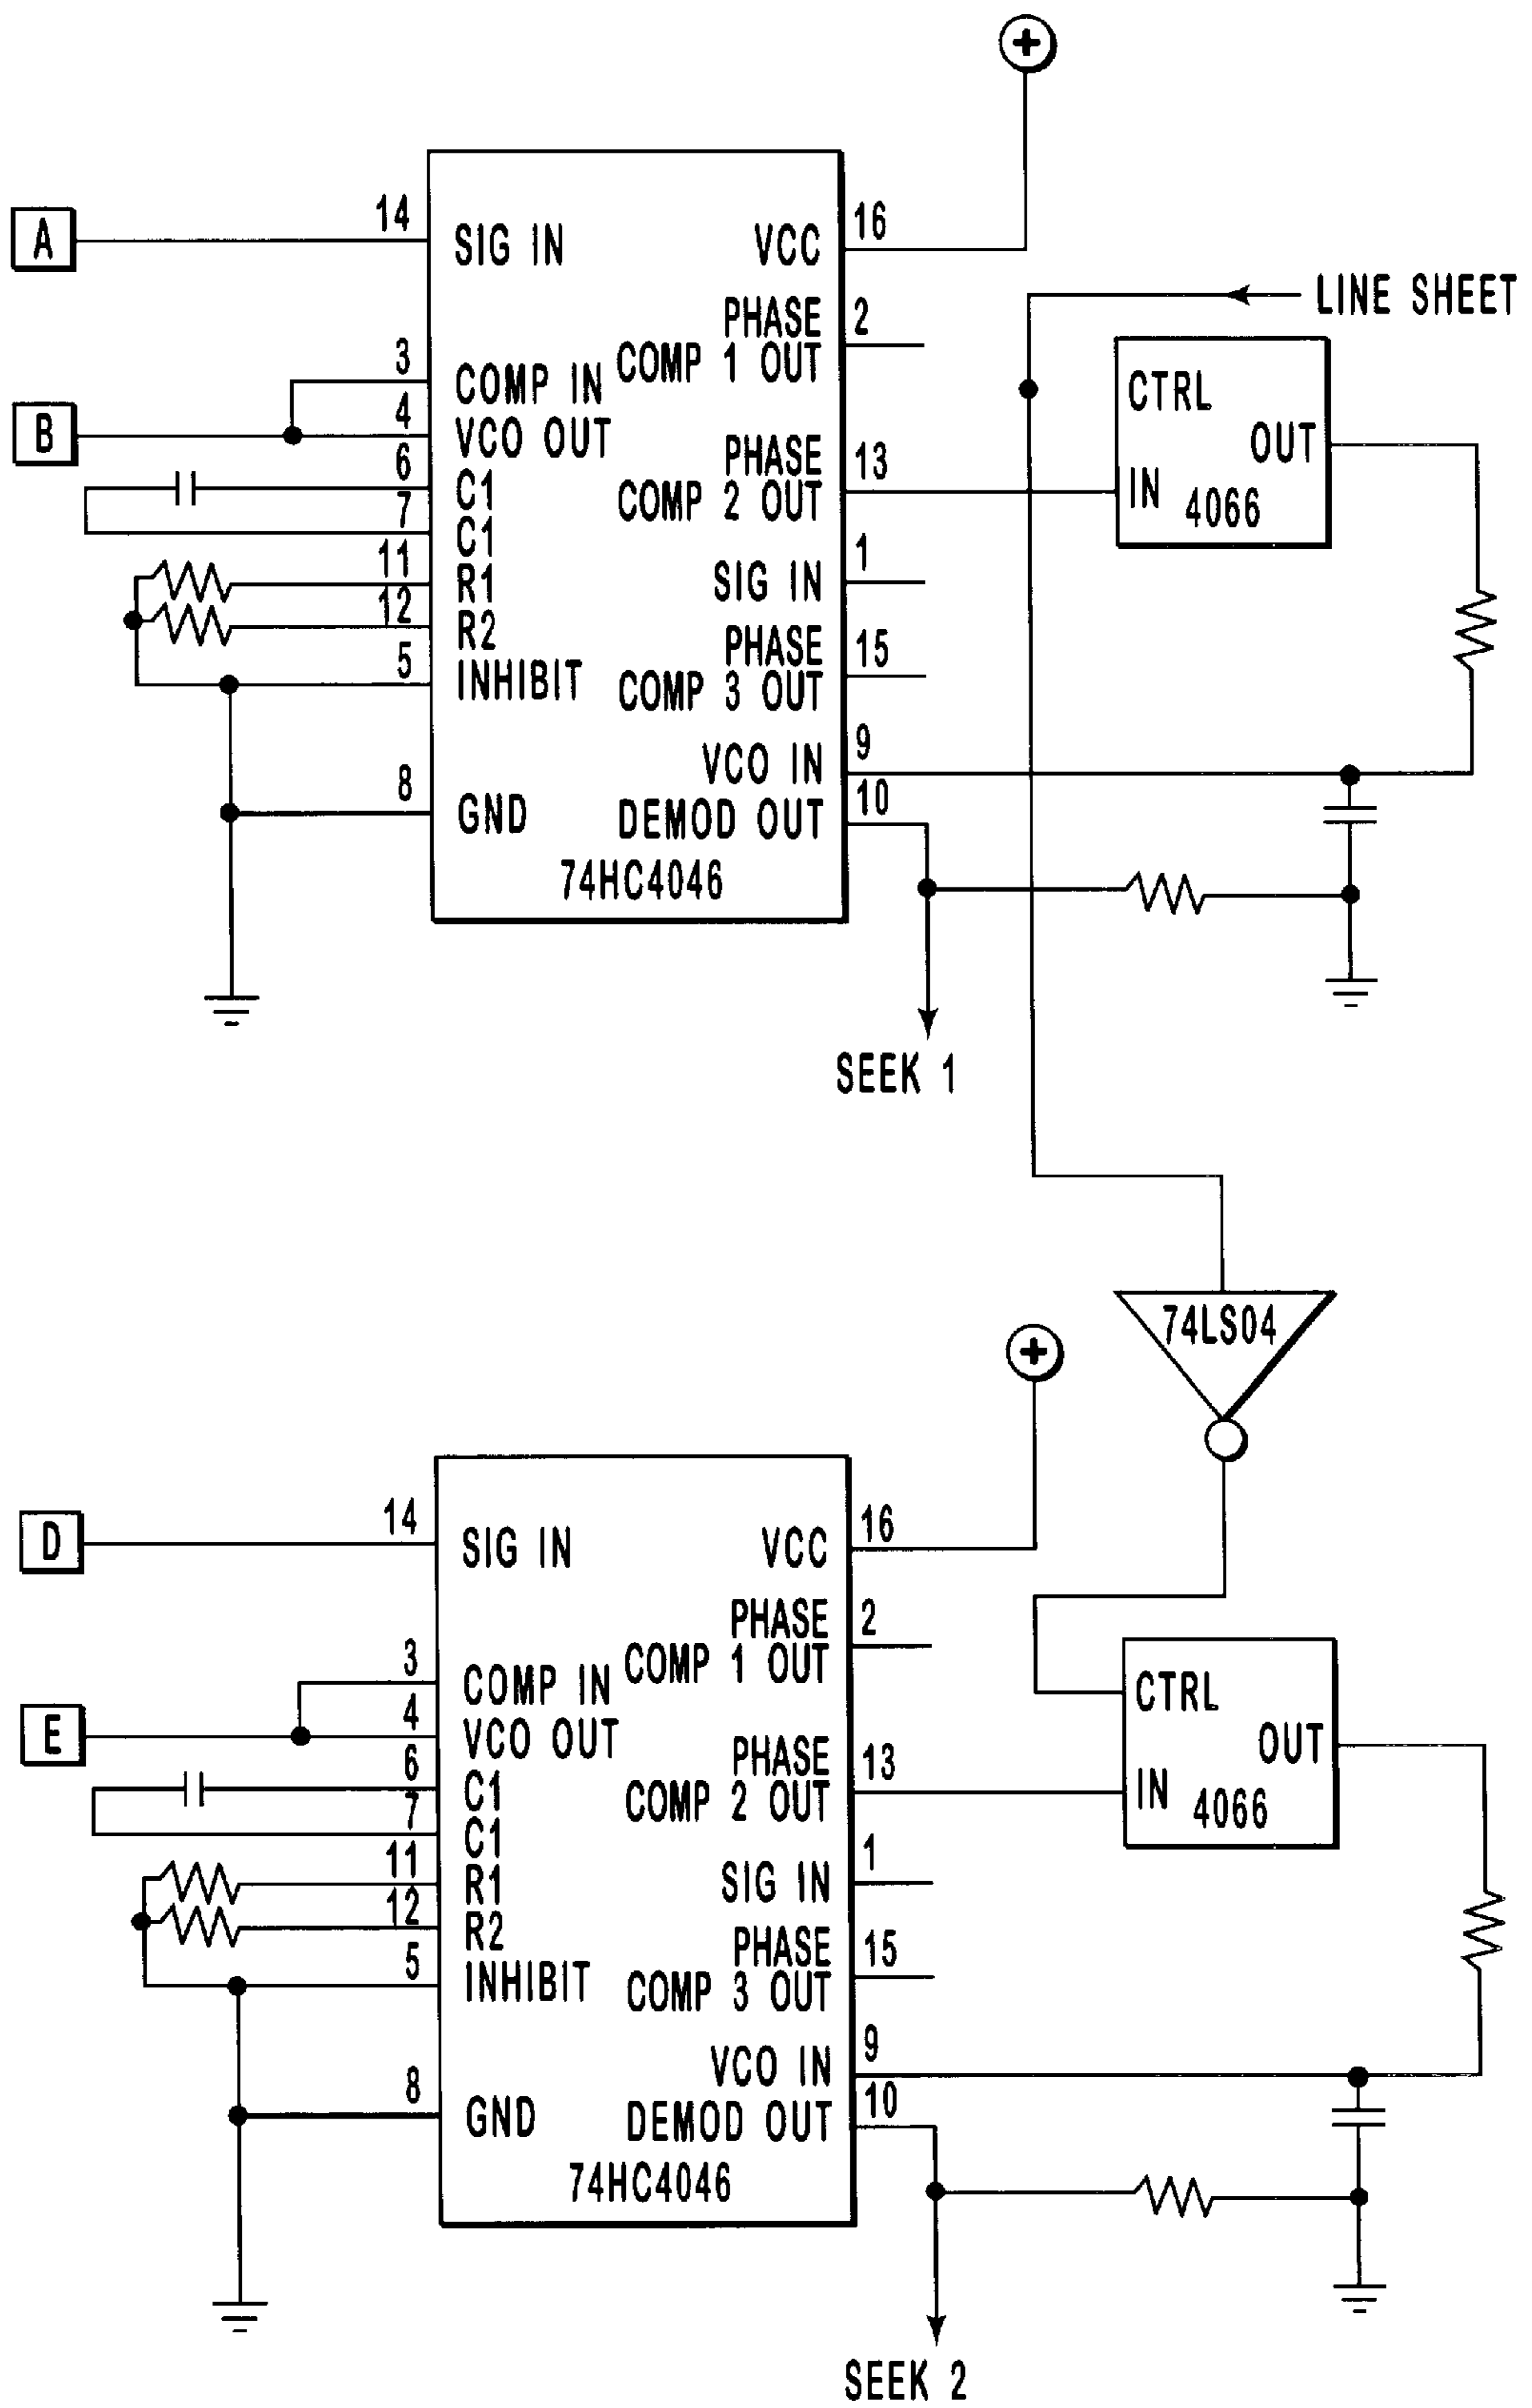 +
A
14
SIG IN
VCC
16
LINE SHEET
PHASE
COMP 1 OUT
2
3
COMP IN
CTRL
B
4
VCO OUT
OUT
6
C1
PHASE
COMP 2 OUT
13
IN
4066
7
C1
11
R1
SIG IN
1
12
R2
PHASE
COMP 3 OUT
15
5
INHIBIT
VCO IN
9
8
GND
DEMOD OUT
10
74HC4046
SEEK 1
74LS04
+
D
14
SIG IN
VCC
16
PHASE
COMP 1 OUT
2
3
COMP IN
CTRL
E
4
VCO OUT
OUT
6
C1
PHASE
COMP 2 OUT
13
IN
4066
7
C1
11
R1
SIG IN
1
12
R2
PHASE
COMP 3 OUT
15
5
INHIBIT
VCO IN
9
8
GND
DEMOD OUT
10
74HC4046
SEEK 2